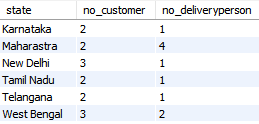 state no_customer no_deliveryperson
Karnataka 2 1
Maharastra 2 4
New Delhi 3 1
Tamil Nadu 2 1
Telangana 2 1
West Bengal 3 2